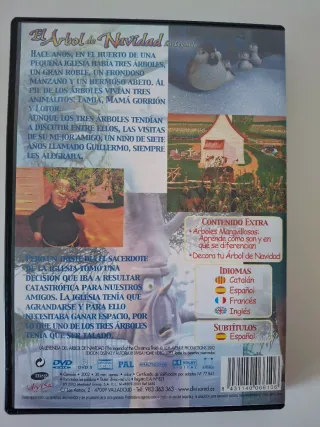 El Árbol de Navidad
HACE AÑOS, EN EL HUERTO DE UNA
PEQUEÑA IGLESIA HABÍA TRES ÁRBOLES,
UN GRAN ROBLE, UN FRONDOSO
MANZANO Y UN HERMOSO ABETO. AL
PIE DE LOS ÁRBOLES VIVÍAN TRES
ANIMALITOS, TAMIA, MAMÁ GORRIÓN
Y
AUNQUE LOS TRES ÁRBOLES TENDÍAN
A DISCUTIR ENTRE ELLOS, LAS VISITAS
DE SU MEJOR AMIGO, UN NIÑO DE SIETE
AÑOS LLAMADO GUILLERMO, SIEMPRE
LES ALEGRABA.
PERO UN TRISTE DÍA EL SACERDOTE
DE LA IGLESIA TOMÓ UNA
DECISIÓN QUE IBA A RESULTAR
CATASTRÓFICA PARA NUESTROS
AMIGOS. LA IGLESIA TENÍA QUE
AGRANDARSE Y PARA ELLO
NECESITABA GANAR ESPACIO, POR
LO QUE UNO DE LOS TRES ÁRBOLES
TENÍA QUE SER TALADO.
CONTENIDO EXTRA
• Árboles Maravillosos:
Aprende cómo son y en
qué se diferencian
• Decora tu Árbol de Navidad
IDIOMAS
Catalán
Español
Francés
Inglés
SUBTÍTULOS
Español
DVD DVD 5 PAL
47009 VALLADOLID